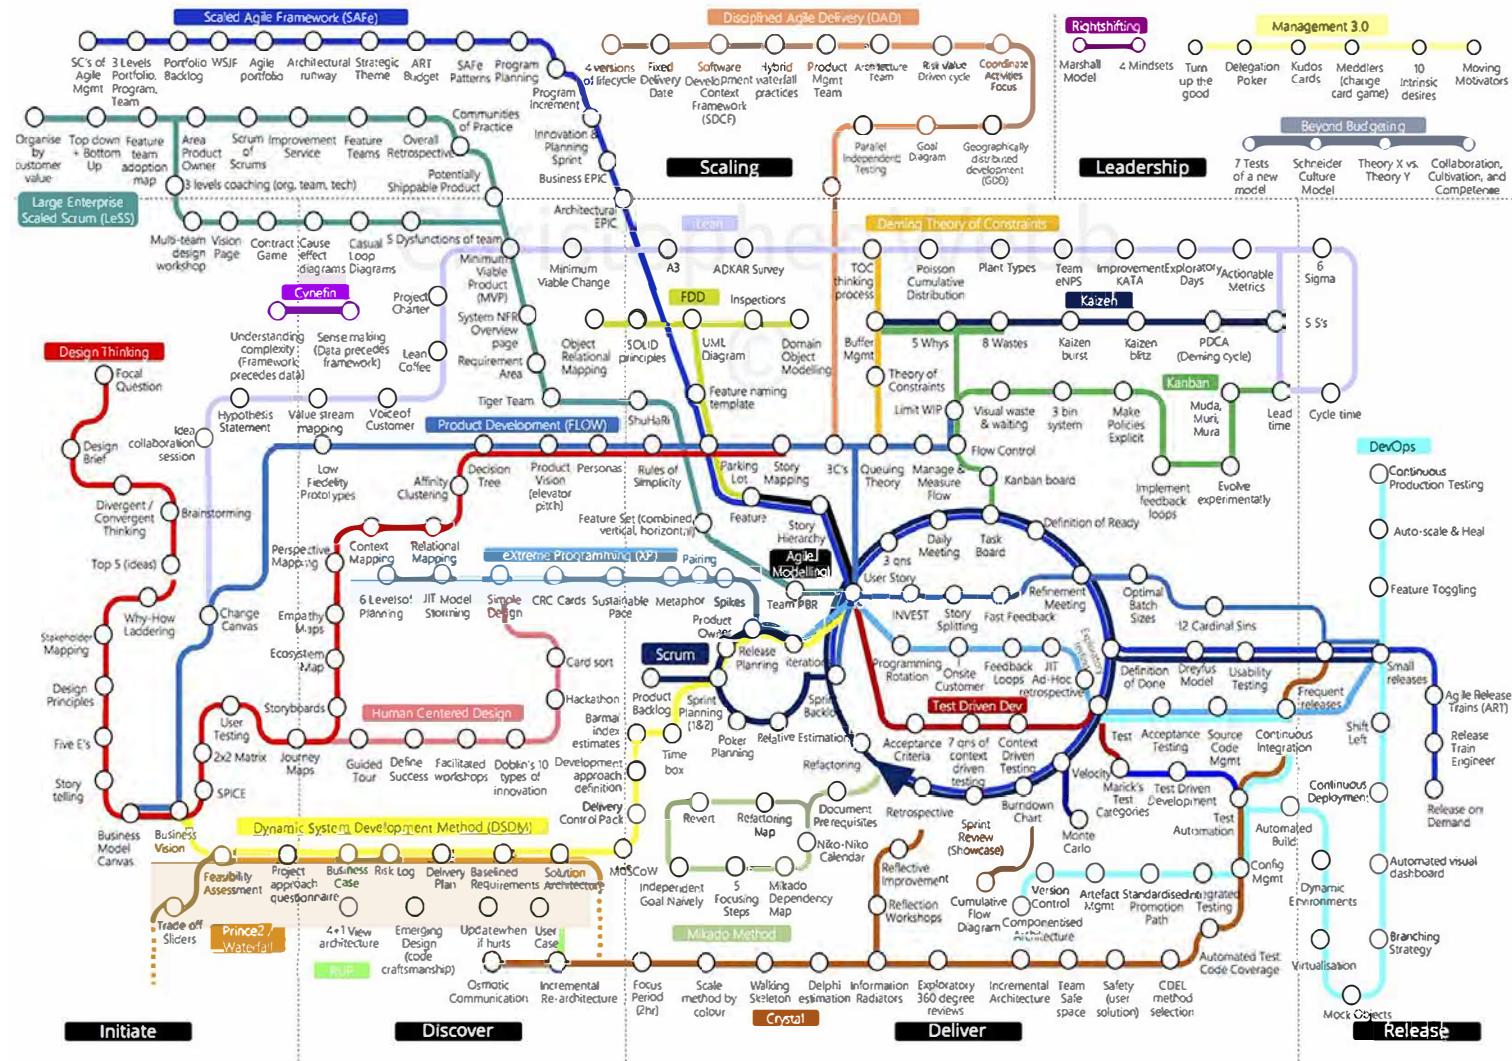 Scaled Agile Framework (SAFe)
Disciplined Agile Delivery (DAD)
Rightshifting
Management 3.0
SC's of
Agile
Mgmt
3 Levels
Portfolio,
Program,
Team
Portfolio
Backlog
WSJF
Agile
portfolio
Architectural
runway
Strategic
Theme
ART
Budget
SAFe
Patterns
Program
Planning
Program
Increment
Innovation &
Planning
Sprint
Business EPIC
Architectural
EPIC
4 versions
of lifecycle
Fixed
Delivery
Date
Software
Development
Context
Framework
(SDCF)
Hybrid
waterfall
practices
Product
Mgmt
Team
Architecture
Team
Risk Value
Driven cycle
Coordinate
Activities
Focus
Parallel
Independent
Testing
Goal
Diagram
Geographically
distributed
development
(GDD)
Marshall
Model
4 Mindsets
Turn
up the
good
Delegation
Poker
Kudos
Cards
Meddlers
(change
card game)
10
Intrinsic
desires
Moving
Motivators
Beyond Budgeting
7 Tests
of a new
model
Schneider
Culture
Model
Theory X vs.
Theory Y
Collaboration,
Cultivation, and
Competence
Scaling
Leadership
Organise
by
customer
value
Top down
+ Bottom
Up
Feature
team
adoption
map
Area
Product
Owner
Scrum
of
Scrums
Improvement
Service
Feature
Teams
Overall
Retrospective
Communities
of Practice
Potentially
Shippable Product
3 levels coaching (org, team, tech)
Large Enterprise
Scaled Scrum (LeSS)
Multi-team
design
workshop
Vision
Page
Contract
Game
Cause
effect
diagrams
Casual
Loop
Diagrams
5 Dysfunctions of team
Minimum
Viable
Product
(MVP)
Lean
Minimum
Viable Change
A3
ADKAR Survey
Deming Theory of Constraints
TOC
thinking
process
Poisson
Cumulative
Distribution
Plant Types
Team
eNPS
Improvement
KATA
Exploratory
Days
Actionable
Metrics
6
Sigma
Cynefin
Understanding
complexity
(Framework
precedes data)
Sense making
(Data precedes
framework)
Project
Charter
Lean
Coffee
System NFR
Overview
page
Requirement
Area
Tiger Team
ShuHaRi
FDD
Inspections
Object
Relational
Mapping
SOLID
principles
UML
Diagram
Domain
Object
Modelling
Feature naming
template
Kaizen
Buffer
Mgmt
5 Whys
8 Wastes
Kaizen
burst
Kaizen
blitz
PDCA
(Deming cycle)
5 S's
Theory of
Constraints
Limit WIP
Visual waste
& waiting
3 bin
system
Make
Policies
Explicit
Kanban
Muda,
Muri,
Mura
Lead
time
Cycle time
Design Thinking
Focal
Question
Design
Brief
Divergent /
Convergent
Thinking
Brainstorming
Top 5 (ideas)
Why-How
Laddering
Stakeholder
Mapping
Design
Principles
Five E's
Story
telling
Business
Model
Canvas
Business
Vision
Idea
collaboration
session
Hypothesis
Statement
Value stream
mapping
Voice of
Customer
Change
Canvas
Product Development (FLOW)
Low
Fiedelity
Prototypes
Decision
Tree
Product
Vision
(elevator
pitch)
Personas
Rules of
Simplicity
Parking
Lot
Story
Mapping
3C's
Queuing
Theory
Manage &
Measure
Flow
Flow Control
Kanban board
Implement
feedback
loops
Evolve
experimentally
DevOps
Continuous
Production Testing
Auto-scale & Heal
Feature Toggling
Affinity
Clustering
Context
Mapping
Relational
Mapping
Perspective
Mapping
Empathy
Maps
Ecosystem
Map
Storyboards
Journey
Maps
User
Testing
2x2 Matrix
SPICE
Feature Set (combined,
vertical, horizontal)
Feature
Story
Hierarchy
Agile
Modelling
Team PBR
User Story
eXtreme Programming (XP)
6 Levels of
Planning
JIT Model
Storming
Simple
Design
CRC Cards
Sustainable
Pace
Metaphor
Pairing
Spikes
Product
Owner
Card sort
Hackathon
Human Centered Design
Guided
Tour
Define
Success
Facilitated
workshops
Doblin's 10
types of
innovation
Scrum
Product
Backlog
Sprint
Planning
(1&2)
Release
Planning
iteration
Sprint
Backlog
Poker
Planning
Relative Estimation
Refactoring
3 qns
Daily
Meeting
Task
Board
Definition of Ready
Refinement
Meeting
Optimal
Batch
Sizes
12 Cardinal Sins
INVEST
Story
Splitting
Fast Feedback
Programming
Rotation
Onsite
Customer
Feedback
Loops
JIT
Ad-Hoc
retrospective
Exploratory
testing
Definition
of Done
Dreyfus
Model
Usability
Testing
Frequent
releases
Small
releases
Test Driven Dev
Acceptance
Criteria
7 qns of
context
driven
testing
Context
Driven
Testing
Test
Acceptance
Testing
Source
Code
Mgmt
Continuous
Integration
Shift
Left
Agile Release
Trains (ART)
Release
Train
Engineer
Release on
Demand
Velocity
Marick's
Test
Categories
Test Driven
Development
Test
Automation
Continuous
Deployment
Automated
Build
Config
Mgmt
Retrospective
Burndown
Chart
Monte
Carlo
Sprint
Review
(Showcase)
Barmai
index
estimates
Time
box
Development
approach
definition
Delivery
Control Pack
MoSCoW
Dynamic System Development Method (DSDM)
Feasibility
Assessment
Project
approach
questionnaire
Business
Case
Risk Log
Delivery
Plan
Baselined
Requirements
Solution
Architecture
Trade off
Sliders
Prince2 /
Waterfall
4+1 View
architecture
Emerging
Design
(code
craftsmanship)
Update when
if hurts
User
Case
RUP
Revert
Refactoring
Map
Document
Prerequisites
Niko-Niko
Calendar
Independent
Goal Naively
5
Focusing
Steps
Mikado
Dependency
Map
Mikado Method
Reflective
Improvement
Reflection
Workshops
Cumulative
Flow
Diagram
Version
Control
Componentised
Architecture
Artefact
Mgmt
Standardised
Promotion
Path
Integrated
Testing
Automated Test
Code Coverage
Dynamic
Environments
Virtualisation
Automated visual
dashboard
Branching
Strategy
Mock Objects
Osmotic
Communication
Incremental
Re-architecture
Focus
Period
(2hr)
Scale
method by
colour
Walking
Skeleton
Delphi
estimation
Information
Radiators
Exploratory
360 degree
reviews
Incremental
Architecture
Team
Safe
space
Safety
(user
solution)
CDEL
method
selection
Crystal
Initiate
Discover
Deliver
Release